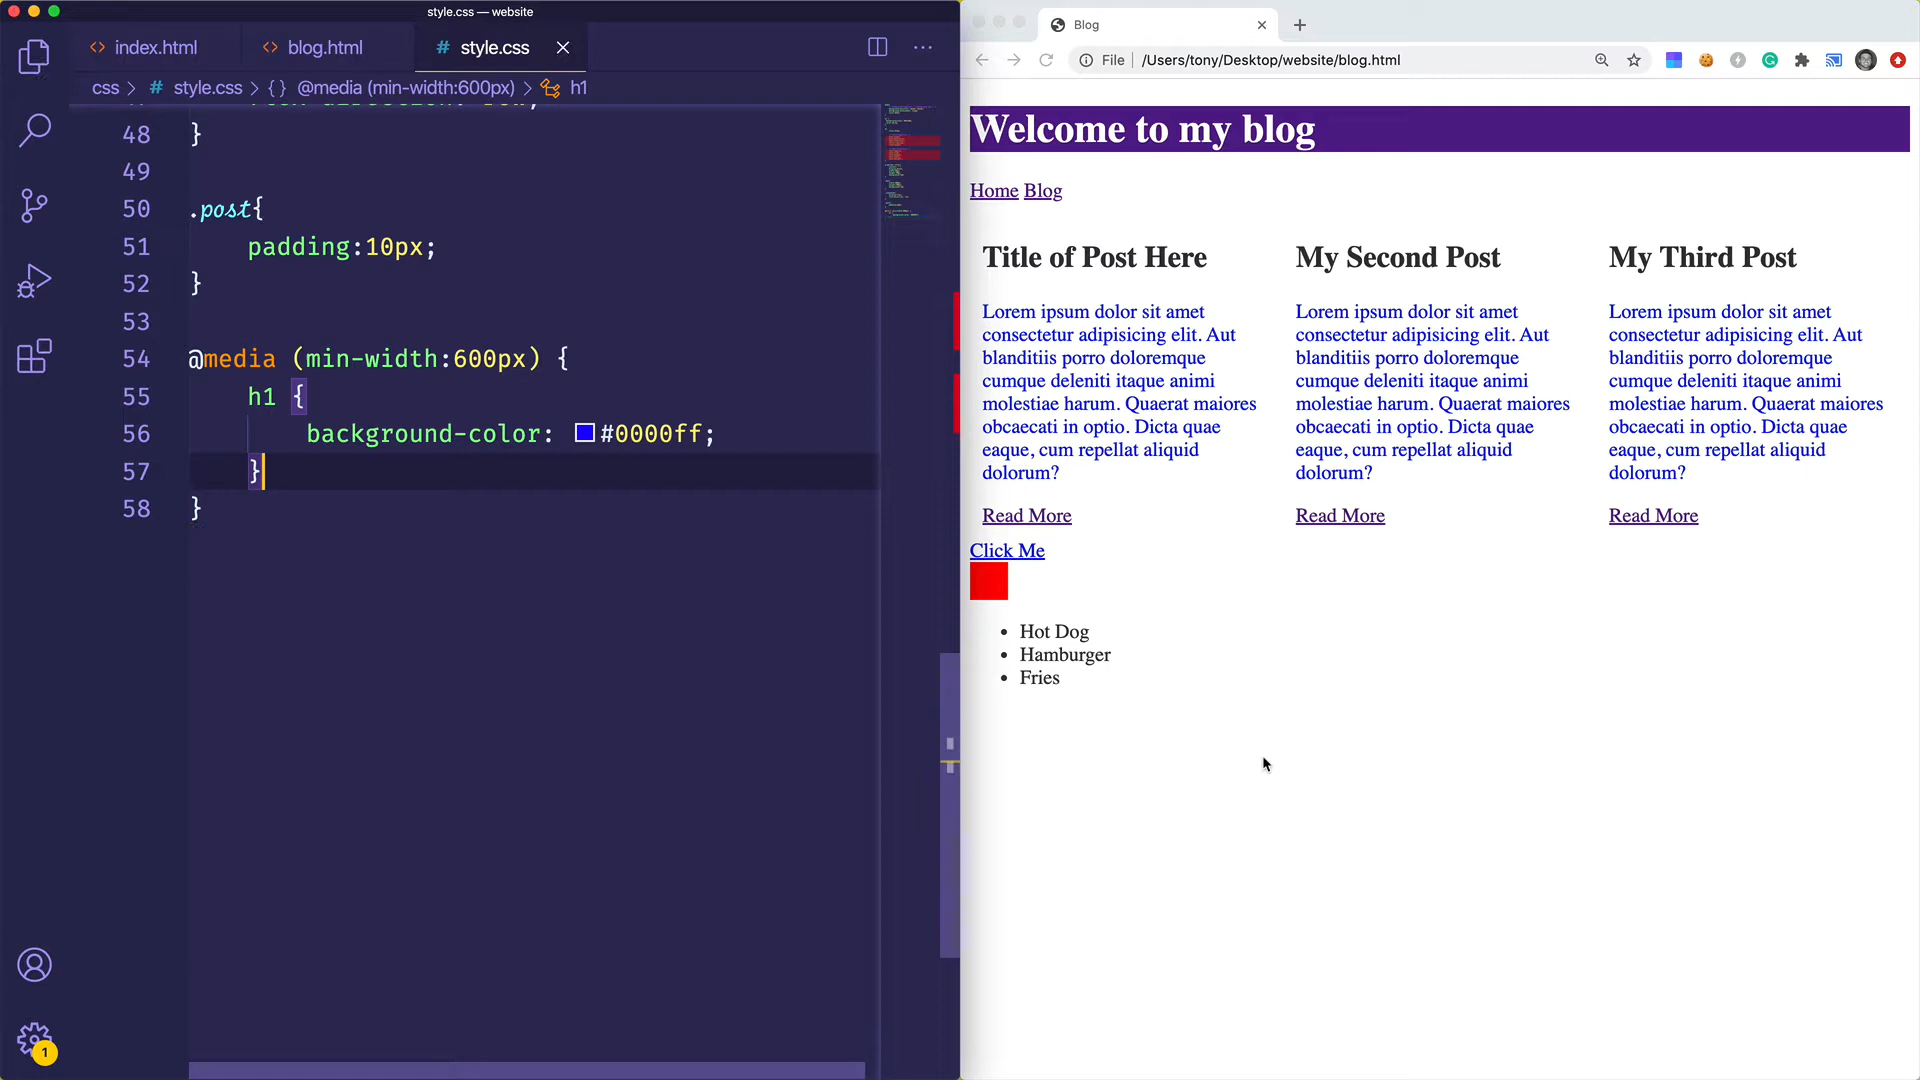 style.css — website
index.html
blog.html
# style.css
css > # style.css > {} @media (min-width:600px) > h1
48 }
49
50 .post{
51 padding:10px;
52 }
53
54 @media (min-width:600px) {
55 h1 {
56 background-color: #0000ff;
57 }
58 }
1
Blog
File | /Users/tony/Desktop/website/blog.html
Welcome to my blog
Home Blog
Title of Post Here
Lorem ipsum dolor sit amet
consectetur adipisicing elit. Aut
blanditiis porro doloremque
cumque deleniti itaque animi
molestiae harum. Quaerat maiores
obcaecati in optio. Dicta quae
eaque, cum repellat aliquid
dolorum?
Read More
My Second Post
Lorem ipsum dolor sit amet
consectetur adipisicing elit. Aut
blanditiis porro doloremque
cumque deleniti itaque animi
molestiae harum. Quaerat maiores
obcaecati in optio. Dicta quae
eaque, cum repellat aliquid
dolorum?
Read More
My Third Post
Lorem ipsum dolor sit amet
consectetur adipisicing elit. Aut
blanditiis porro doloremque
cumque deleniti itaque animi
molestiae harum. Quaerat maiores
obcaecati in optio. Dicta quae
eaque, cum repellat aliquid
dolorum?
Read More
Click Me
• Hot Dog
• Hamburger
• Fries